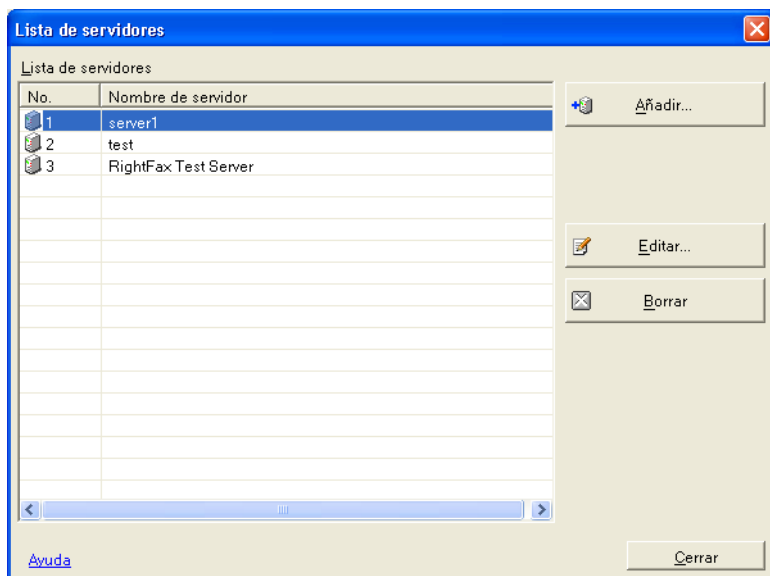 Lista de servidores
Lista de servidores
No. Nombre de servidor
1 server1
2 test
3 RightFax Test Server
Añadir...
Editar...
Borrar
Ayuda
Cerrar